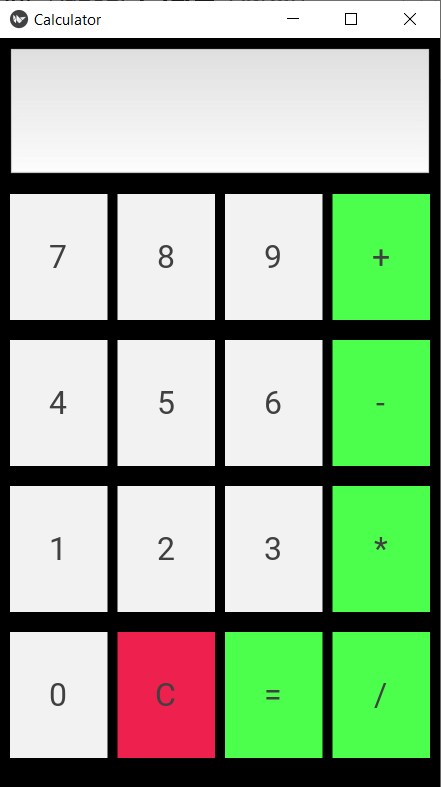 Calculator
7 8 9 +
4 5 6 -
1 2 3 *
0 C = /